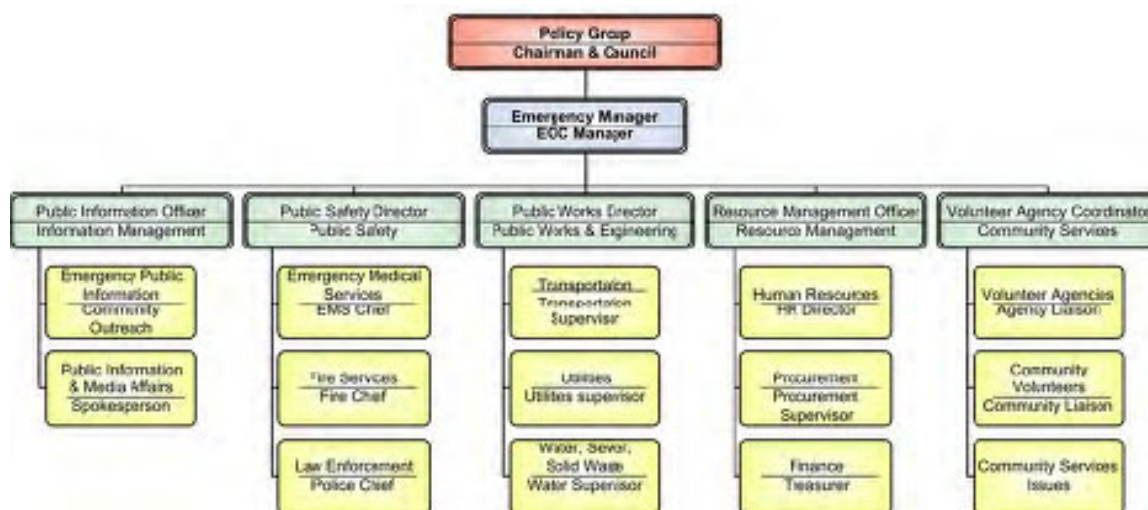 Policy Group
Chairman & Council
Emergency Manager
EOC Manager
Public Information Officer
Information Management
Public Safety Director
Public Safety
Public Works Director
Public Works & Engineering
Resource Management Officer
Resource Management
Volunteer Agency Coordinator
Community Services
Emergency Public
Information
Community
Outreach
Public Information
& Media Affairs
Spokesperson
Emergency Medical
Services
EMS Chief
Fire Services
Fire Chief
Law Enforcement
Police Chief
Transportation
Transportation
Supervisor
Utilities
Utilities supervisor
Water, Sewer,
Solid Waste
Water Supervisor
Human Resources
HR Director
Procurement
Procurement
Supervisor
Finance
Treasurer
Volunteer Agencies
Agency Liaison
Community
Volunteers
Community Liaison
Community Services
Issues